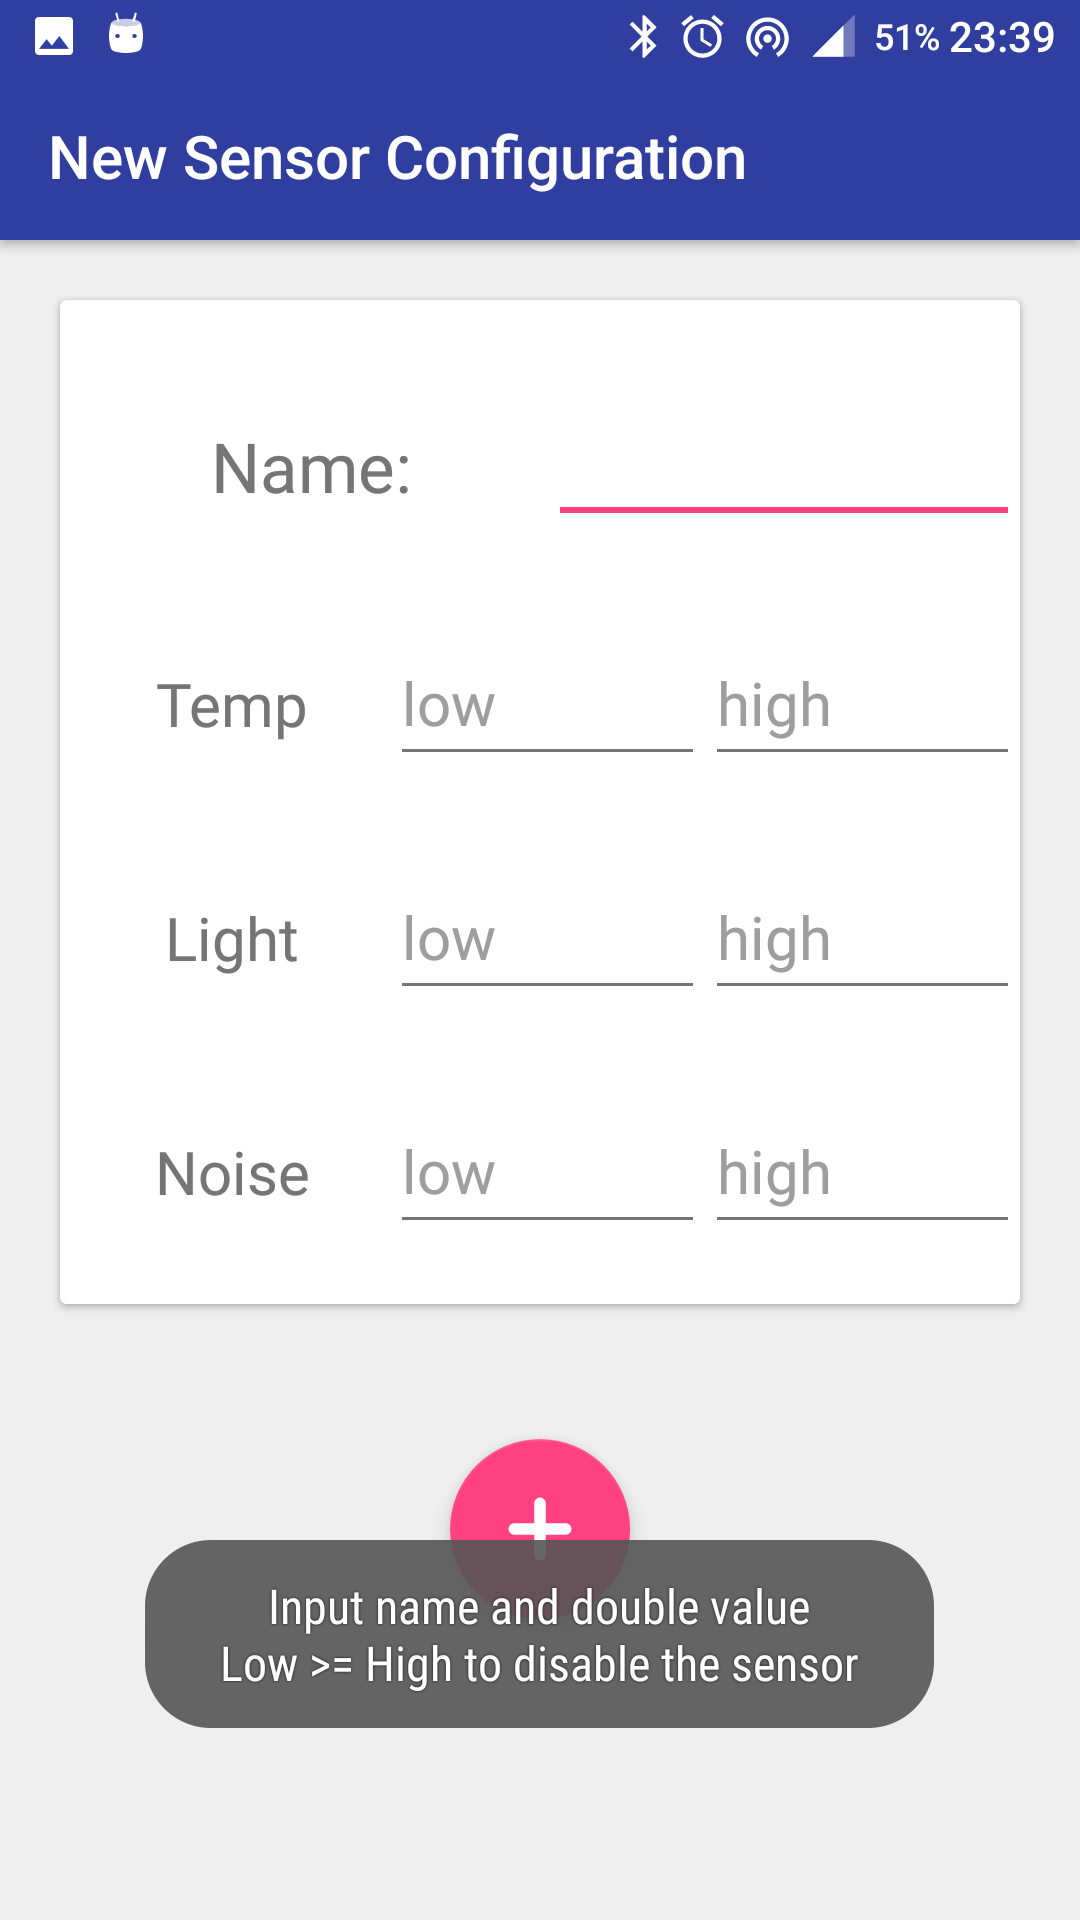 51% 23:39
New Sensor Configuration
Name:
Temp low high
Light low high
Noise low high
Input name and double value
Low >= High to disable the sensor